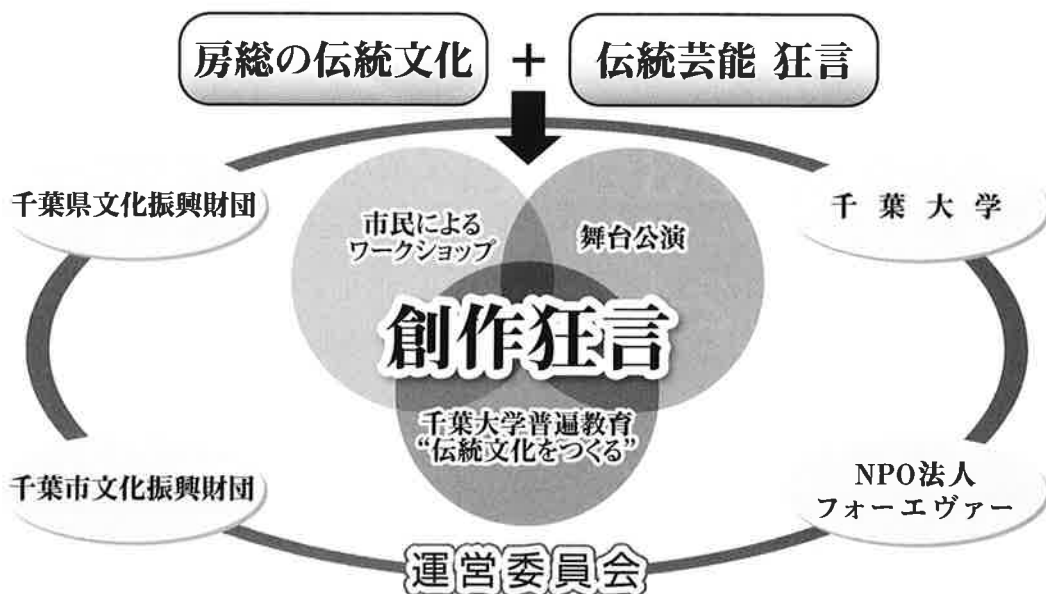 房総の伝統文化 + 伝統芸能 狂言
千葉県文化振興財団
市民による
ワークショップ
舞台公演
千葉大学
創作狂言
千葉大学普遍教育
“伝統文化をつくる”
千葉市文化振興財団
NPO法人
フォーエヴァー
運営委員会